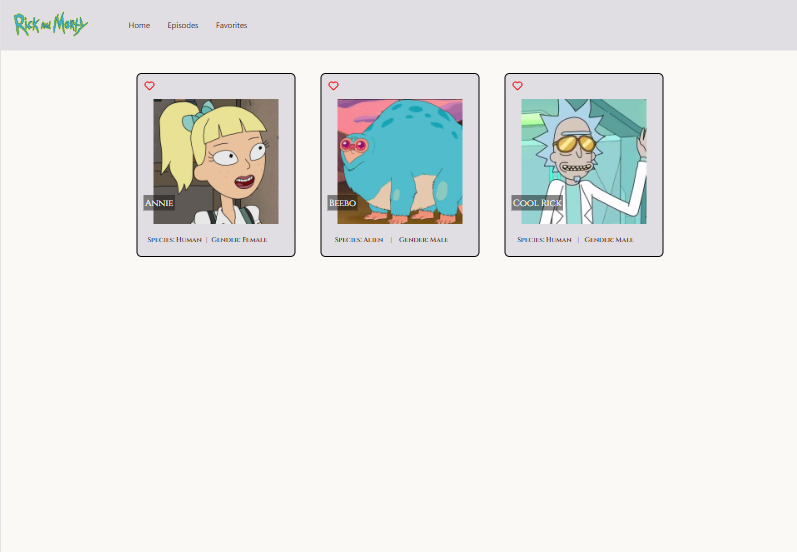 Rick and Morty
Home Episodes Favorites
Annie
Species: Human | Gender: Female
Beebo
Species: Alien | Gender: Male
Cool Rick
Species: Human | Gender: Male